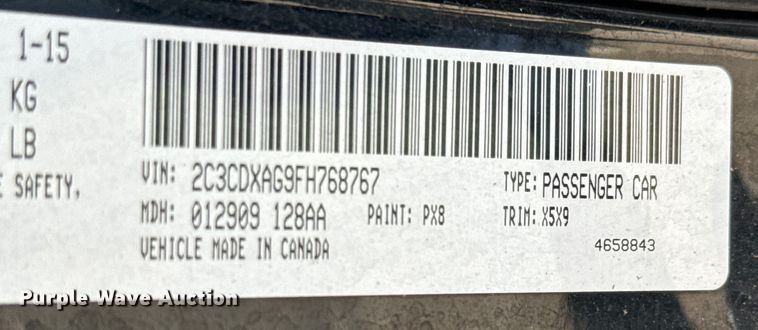 1-15
KG
LB
E SAFETY,
VIN: 2C3CDXAG9FH768767 TYPE: PASSENGER CAR
MDH: 012909 128AA PAINT: PX8 TRIM: X5X9
VEHICLE MADE IN CANADA 4658843
Purple Wave Auction